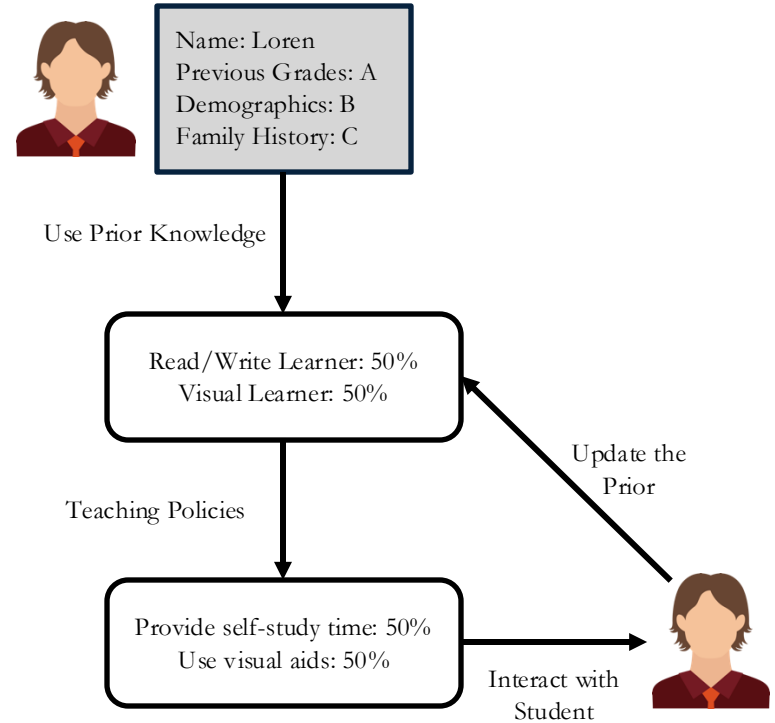 Name: Loren
Previous Grades: A
Demographics: B
Family History: C
Use Prior Knowledge
Read/Write Learner: 50%
Visual Learner: 50%
Update the
Prior
Teaching Policies
Provide self-study time: 50%
Use visual aids: 50%
Interact with
Student